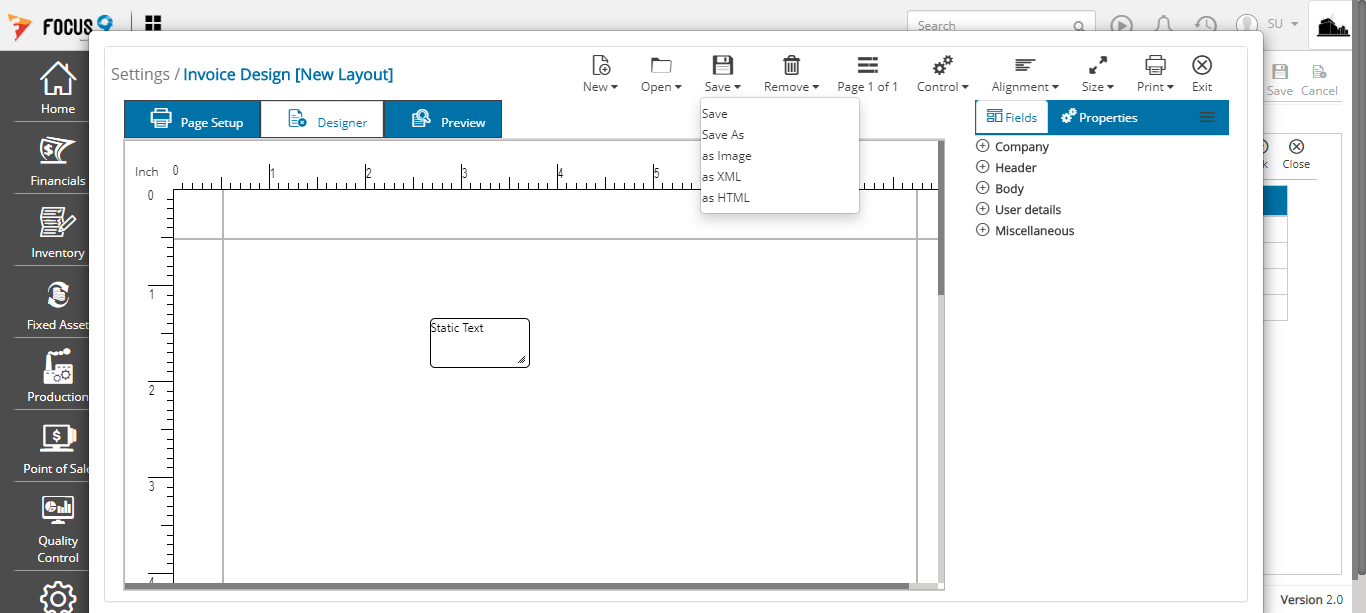 FOCUS 9
Search
SU
Home
Financials
Inventory
Fixed Asset
Production
Point of Sale
Quality
Control
Settings / Invoice Design [New Layout]
New
Open
Save
Remove
Page 1 of 1
Control
Alignment
Size
Print
Exit
Save
Cancel
Page Setup
Designer
Preview
Save
Save As
as Image
as XML
as HTML
Fields
Properties
Company
Header
Body
User details
Miscellaneous
k
Close
Inch
0
1
2
3
4
5
0
1
2
3
4
Static Text
Version 2.0